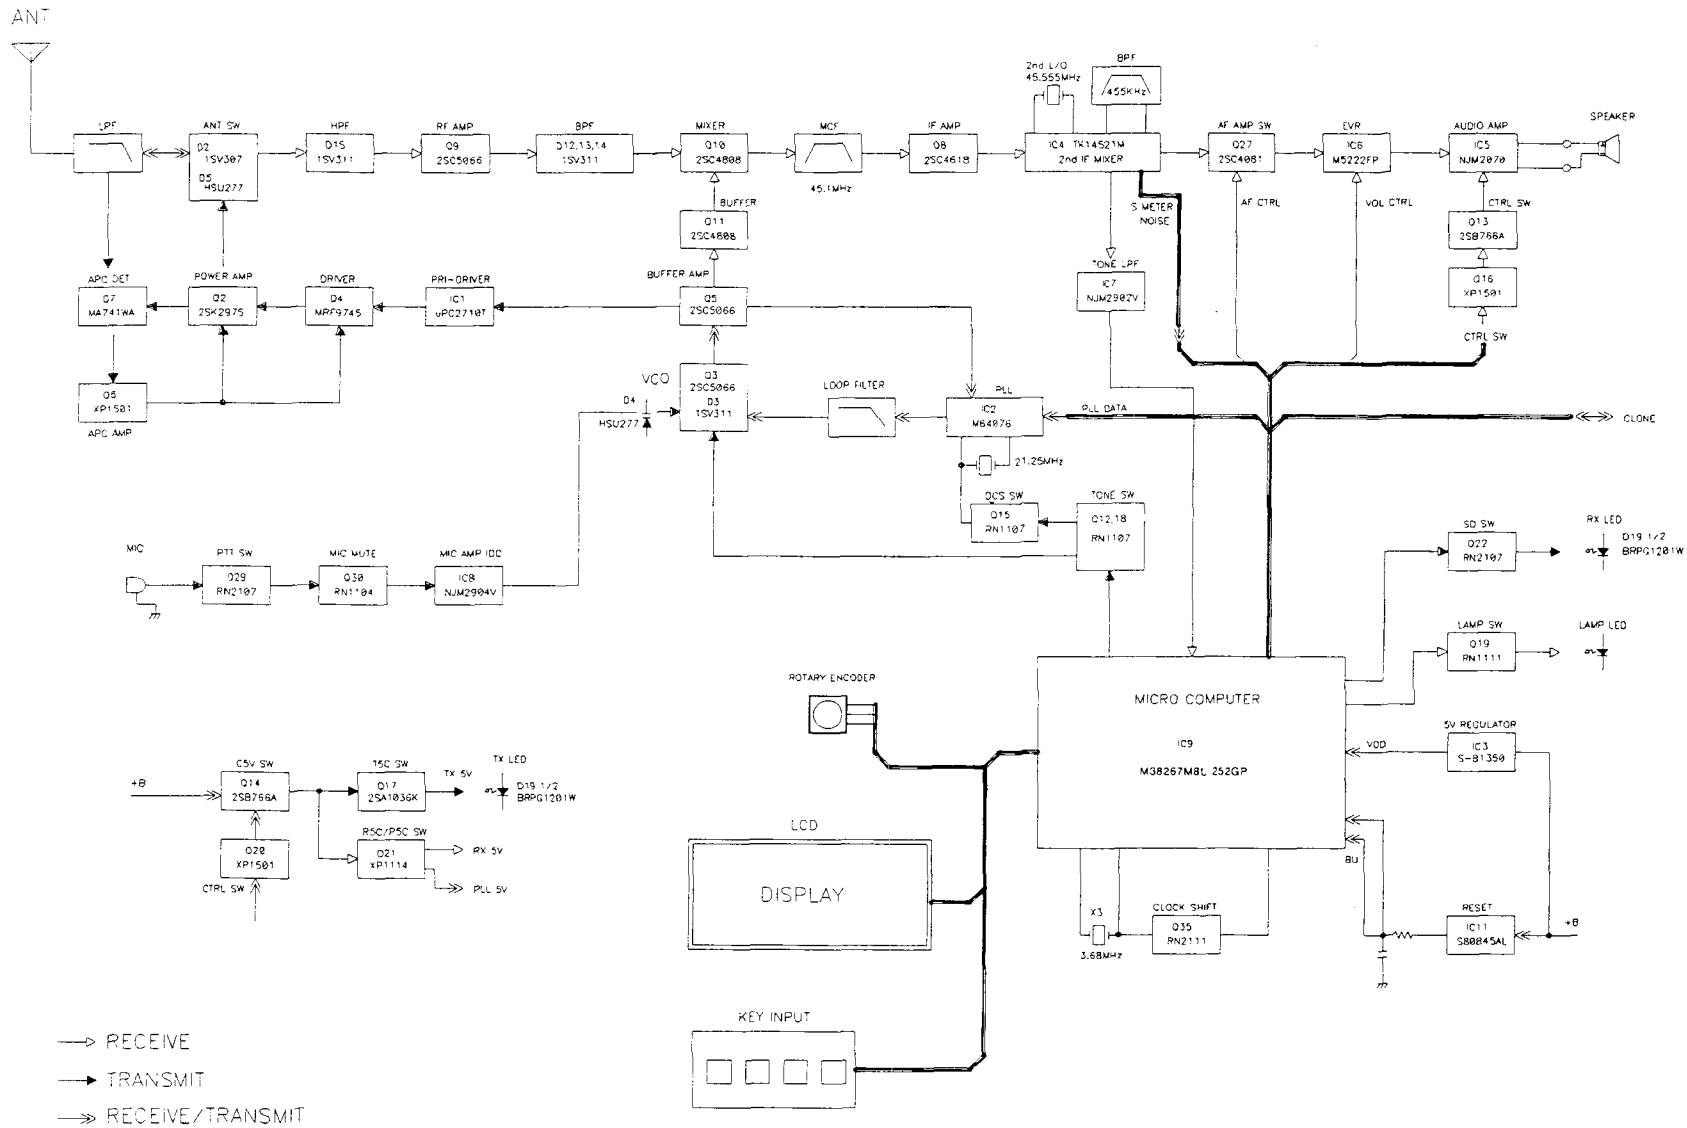 ANT
2nd L/O
45.555MHz
BPF
455KHz
LPF
ANT SW
D2
1SV307
D5
HSU277
HPF
D15
1SV311
RF AMP
Q9
2SC5066
BPF
D12,13,14
1SV311
MIXER
Q10
2SC4808
MCF
45.1MHz
IF AMP
Q8
2SC4618
IC4 TK14521M
2nd IF MIXER
AF AMP SW
Q27
2SC4081
EVR
IC6
M5222FP
AUDIO AMP
IC5
NJM2070
SPEAKER
BUFFER
Q11
2SC4808
S METER
NOISE
AF CTRL
VOL CTRL
CTRL SW
Q13
2SB766A
Q16
XP1501
CTRL SW
TONE LPF
IC7
NJM2902V
APC DET
D7
MA741WA
POWER AMP
Q2
2SK2975
DRIVER
Q4
MRF9745
PRI-DRIVER
IC1
uPC2710T
BUFFER AMP
Q5
2SC5066
Q6
XP1501
APC AMP
VCO
Q3
2SC5066
D3
1SV311
D4
HSU277
LOOP FILTER
PLL
IC2
M64076
PLL DATA
CLONE
21.25MHz
DCS SW
Q15
RN1107
TONE SW
Q12,18
RN1107
MIC
PTT SW
Q29
RN2107
MIC MUTE
Q30
RN1104
MIC AMP IDC
IC8
NJM2904V
SD SW
Q22
RN2107
RX LED
D19 1/2
BRPG1201W
LAMP SW
Q19
RN1111
LAMP LED
ROTARY ENCODER
MICRO COMPUTER
IC9
M38267M8L 252GP
VDD
5V REGULATOR
IC3
S-81350
+B
C5V SW
Q14
2SB766A
T5C SW
Q17
2SA1036K
TX 5V
TX LED
D19 1/2
BRPG1201W
Q20
XP1501
CTRL SW
R5C/P5C SW
Q21
XP1114
RX 5V
PLL 5V
LCD
DISPLAY
BU
X3
3.68MHz
CLOCK SHIFT
Q35
RN2111
RESET
IC11
S80845AL
+B
KEY INPUT
RECEIVE
TRANSMIT
RECEIVE/TRANSMIT